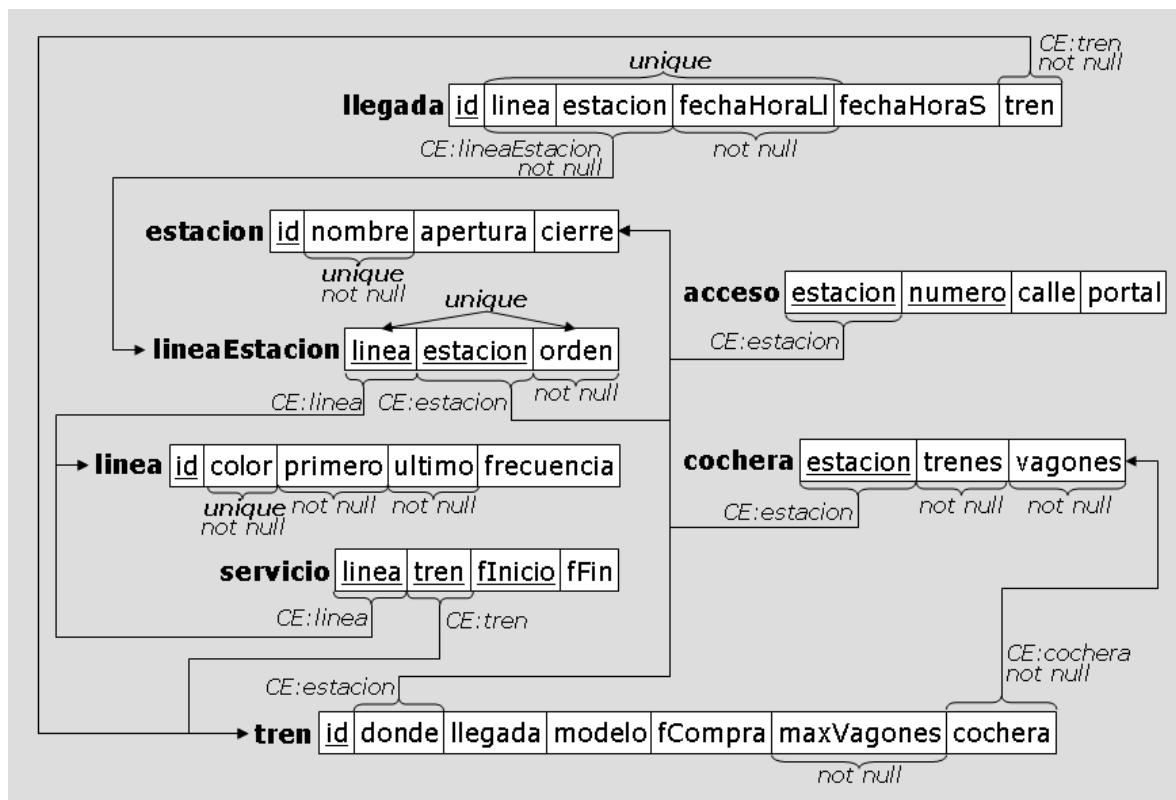 CE:tren
not null
unique
llegada id linea estacion fechaHoraLl fechaHoraS tren
CE:lineaEstacion
not null
not null
estacion id nombre apertura cierre
unique
not null
acceso estacion numero calle portal
CE:estacion
unique
lineaEstacion linea estacion orden
CE:linea CE:estacion not null
linea id color primero ultimo frecuencia
unique
not null
not null
not null
cochera estacion trenes vagones
CE:estacion
not null
not null
servicio linea tren fInicio fFin
CE:linea
CE:tren
CE:cochera
not null
CE:estacion
tren id donde llegada modelo fCompra maxVagones cochera
not null